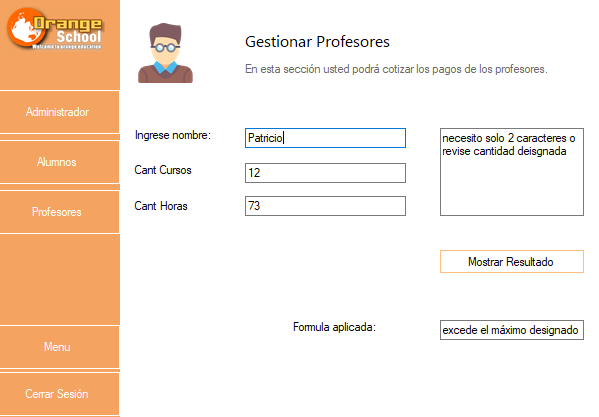 Orange
School
Welcome to orange education
Gestionar Profesores
En esta sección usted podrá cotizar los pagos de los profesores.
Administrador
Alumnos
Profesores
Menu
Cerrar Sesión
Ingrese nombre:
Patricio
Cant Cursos
12
Cant Horas
73
necesito solo 2 caracteres o
revise cantidad deisgnada
Mostrar Resultado
Formula aplicada:
excede el máximo designado